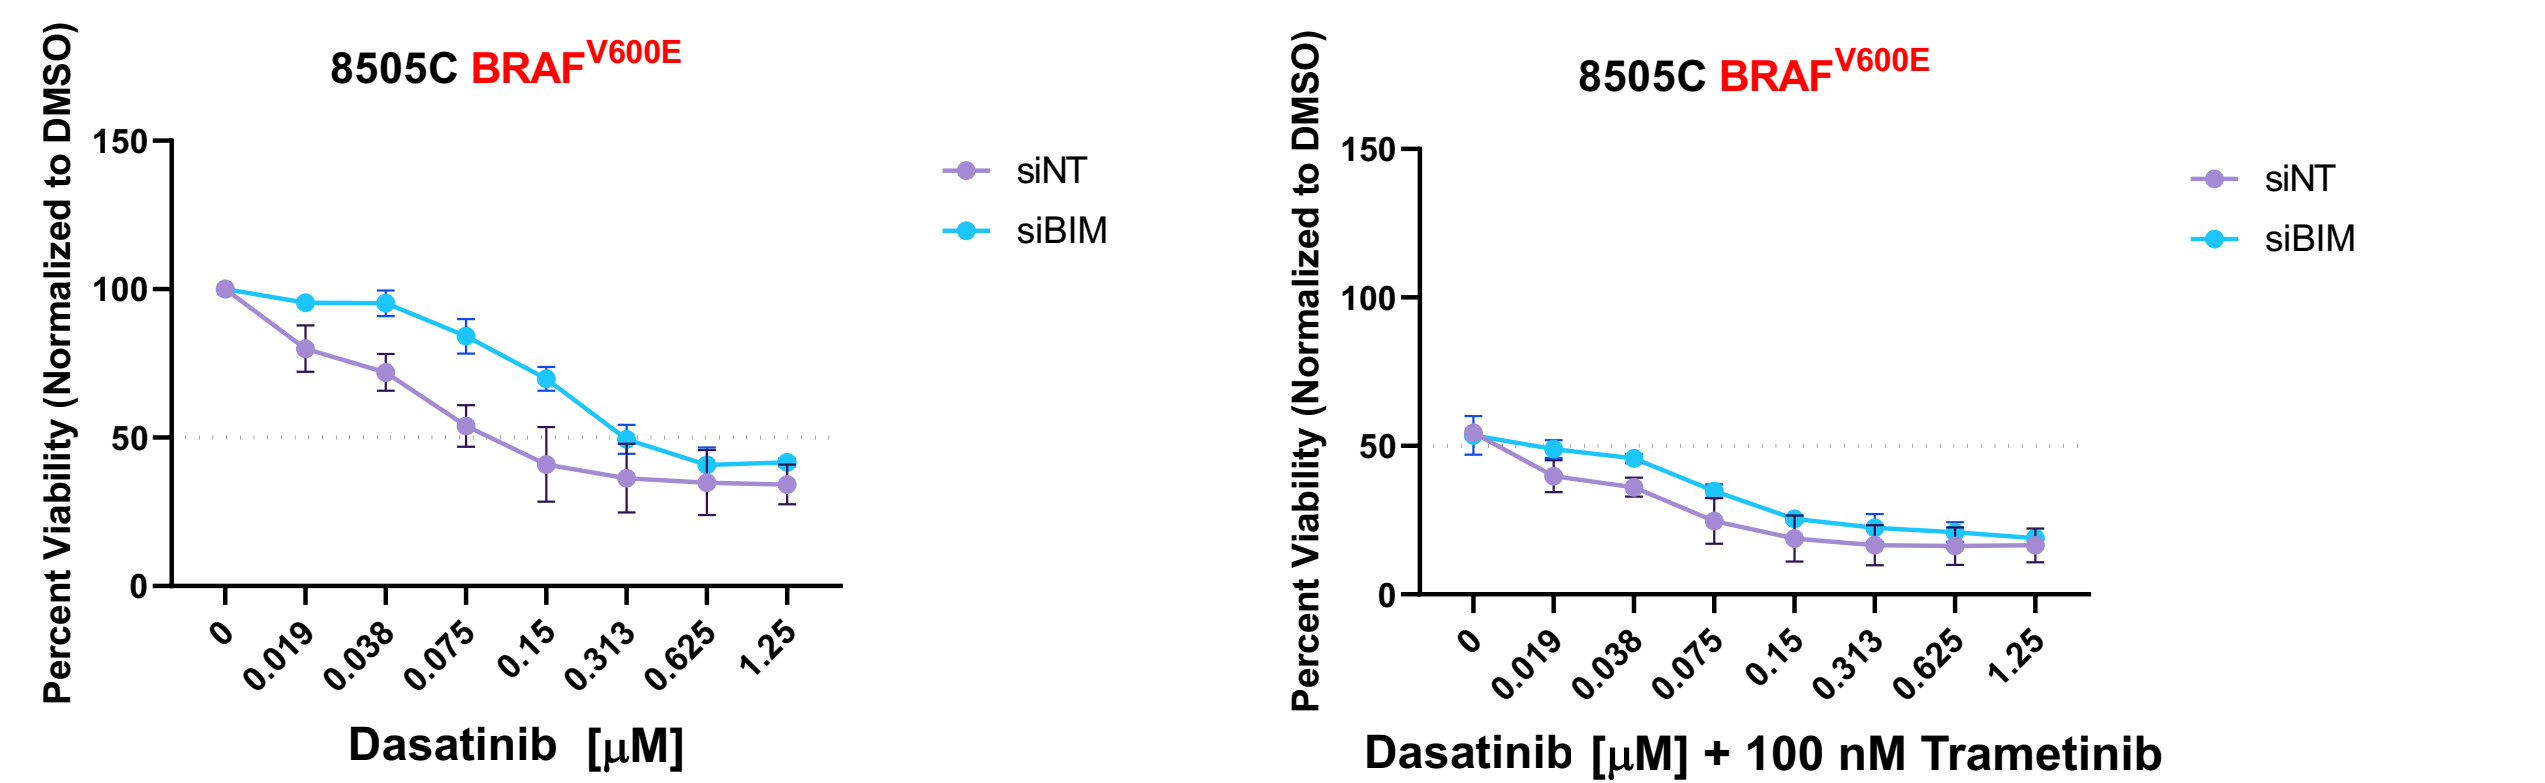 8505C BRAFV600E
Percent Viability (Normalized to DMSO)
150
100
50
0
0
0.019
0.038
0.075
0.15
0.313
0.625
1.25
Dasatinib [μM]
siNT
siBIM
8505C BRAFV600E
Percent Viability (Normalized to DMSO)
150
100
50
0
0
0.019
0.038
0.075
0.15
0.313
0.625
1.25
Dasatinib [μM] + 100 nM Trametinib
siNT
siBIM